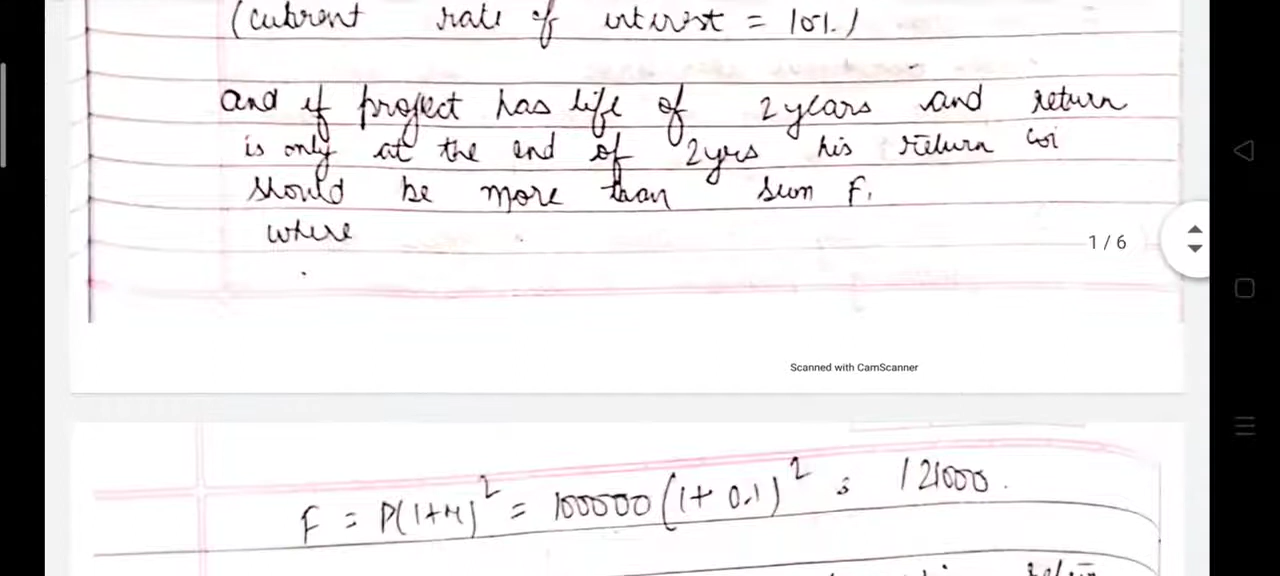 (current rate of interest = 10%)
and if project has life of 2 years and return
is only at the end of 2yrs his return wi
should be more than sum F.
where
1 / 6
Scanned with CamScanner
F = P(1+r)² = 100000 (1+ 0.1)² = 121000.